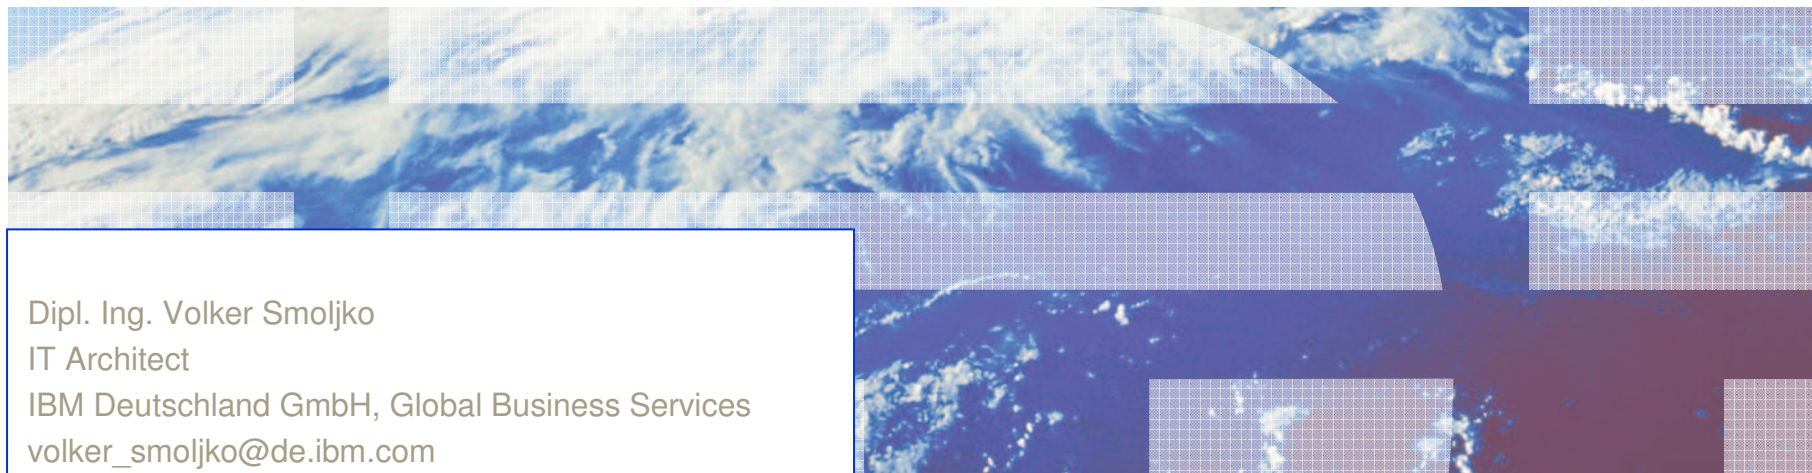 Dipl. Ing. Volker Smoljko
IT Architect
IBM Deutschland GmbH, Global Business Services
volker_smoljko@de.ibm.com